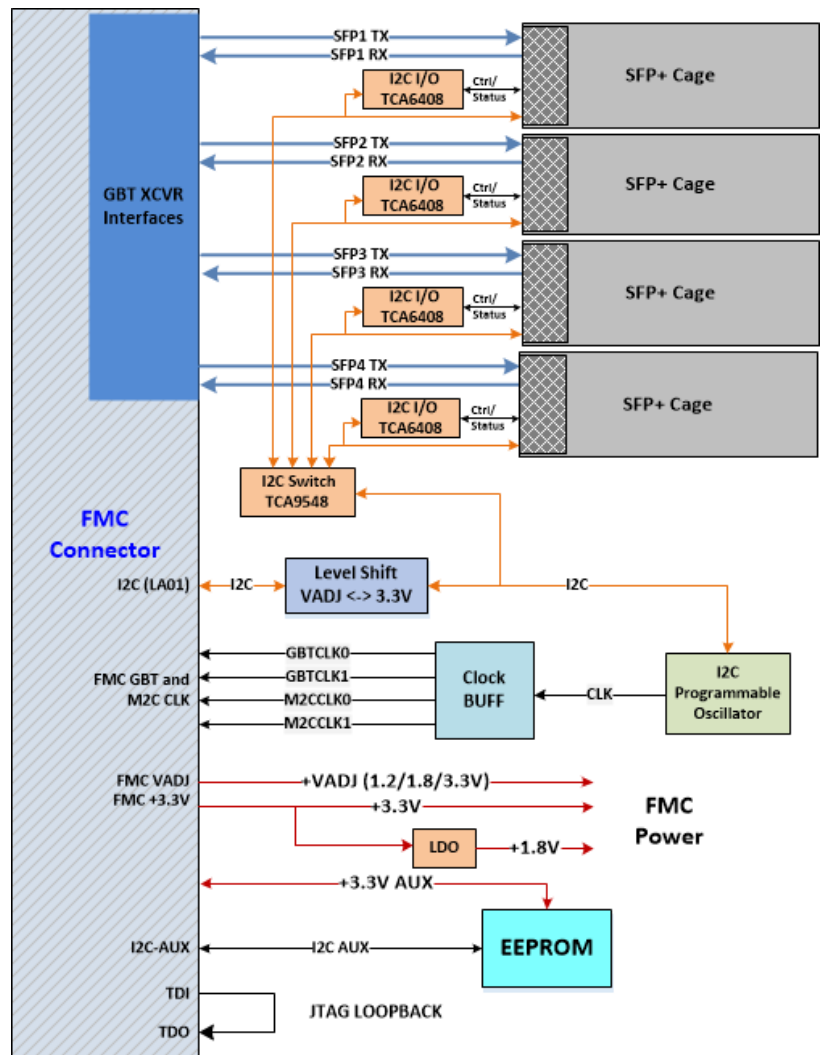 SFP1 TX
SFP1 RX
I2C I/O
TCA6408
Ctrl/
Status
SFP+ Cage
GBT XCVR
Interfaces
SFP2 TX
SFP2 RX
I2C I/O
TCA6408
Ctrl/
Status
SFP+ Cage
SFP3 TX
SFP3 RX
I2C I/O
TCA6408
Ctrl/
Status
SFP+ Cage
SFP4 TX
SFP4 RX
I2C I/O
TCA6408
Ctrl/
Status
SFP+ Cage
I2C Switch
TCA9548
FMC
Connector
I2C (LA01)
I2C
Level Shift
VADJ <-> 3.3V
I2C
FMC GBT and
M2C CLK
GBTCLK0
GBTCLK1
M2CCLK0
M2CCLK1
Clock
BUFF
CLK
I2C
Programmable
Oscillator
FMC VADJ
FMC +3.3V
+VADJ (1.2/1.8/3.3V)
+3.3V
LDO
+1.8V
FMC
Power
+3.3V AUX
I2C-AUX
I2C AUX
EEPROM
TDI
JTAG LOOPBACK
TDO